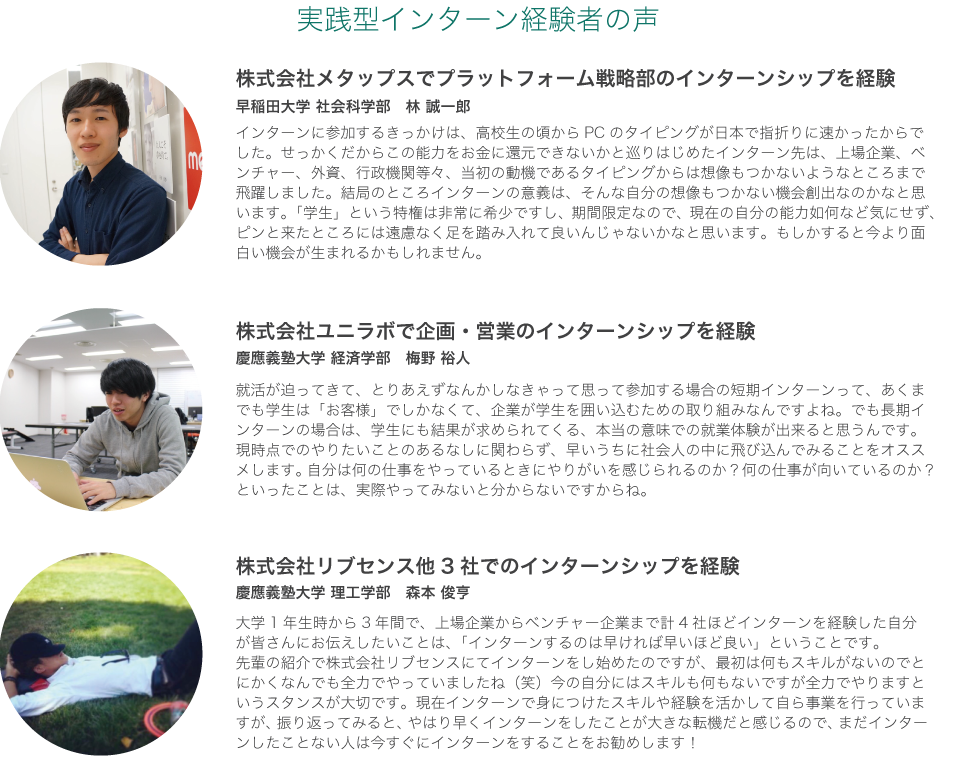 実践型インターン経験者の声
株式会社メタップスでプラットフォーム戦略部のインターンシップを経験
早稲田大学 社会科学部　林 誠一郎
インターンに参加するきっかけは、高校生の頃から PC のタイピングが日本で指折りに速かったからで
した。せっかくだからこの能力をお金に還元できないかと巡りはじめたインターン先は、上場企業、ベ
ンチャー、外資、行政機関等々、当初の動機であるタイピングからは想像もつかないようなところまで
飛躍しました。結局のところインターンの意義は、そんな自分の想像もつかない機会創出なのかなと思
います。「学生」という特権は非常に希少ですし、期間限定なので、現在の自分の能力如何など気にせず、
ピンと来たところには遠慮なく足を踏み入れて良いんじゃないかなと思います。もしかすると今より面
白い機会が生まれるかもしれません。
株式会社ユニラボで企画・営業のインターンシップを経験
慶應義塾大学 経済学部　梅野 裕人
就活が迫ってきて、とりあえずなんかしなきゃって思って参加する場合の短期インターンって、あくま
でも学生は「お客様」でしかなくて、企業が学生を囲い込むための取り組みなんですよね。でも長期イ
ンターンの場合は、学生にも結果が求められてくる、本当の意味での就業体験が出来ると思うんです。
現時点でのやりたいことのあるなしに関わらず、早いうちに社会人の中に飛び込んでみることをオスス
メします。自分は何の仕事をやっているときにやりがいを感じられるのか？何の仕事が向いているのか？
といったことは、実際やってみないと分からないですからね。
株式会社リブセンス他 3 社でのインターンシップを経験
慶應義塾大学 理工学部　森本 俊亨
大学 1 年生時から 3 年間で、上場企業からベンチャー企業まで計 4 社ほどインターンを経験した自分
が皆さんにお伝えしたいことは、「インターンするのは早ければ早いほど良い」ということです。
先輩の紹介で株式会社リブセンスにてインターンをし始めたのですが、最初は何もスキルがないのでと
にかくなんでも全力でやっていましたね（笑）今の自分にはスキルも何もないですが全力でやりますと
いうスタンスが大切です。現在インターンで身につけたスキルや経験を活かして自ら事業を行っていま
すが、振り返ってみると、やはり早くインターンをしたことが大きな転機だと感じるので、まだインター
ンしたことない人は今すぐにインターンをすることをお勧めします！